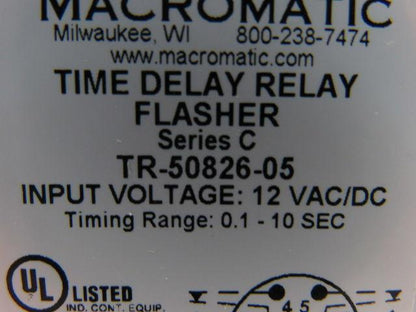 MACROMATIC
Milwaukee, WI 800-238-7474
www.macromatic.com
TIME DELAY RELAY
FLASHER
Series C
TR-50826-05
INPUT VOLTAGE: 12 VAC/DC
Timing Range: 0.1 - 10 SEC
UL LISTED
IND. CONT. EQUIP.
4 5